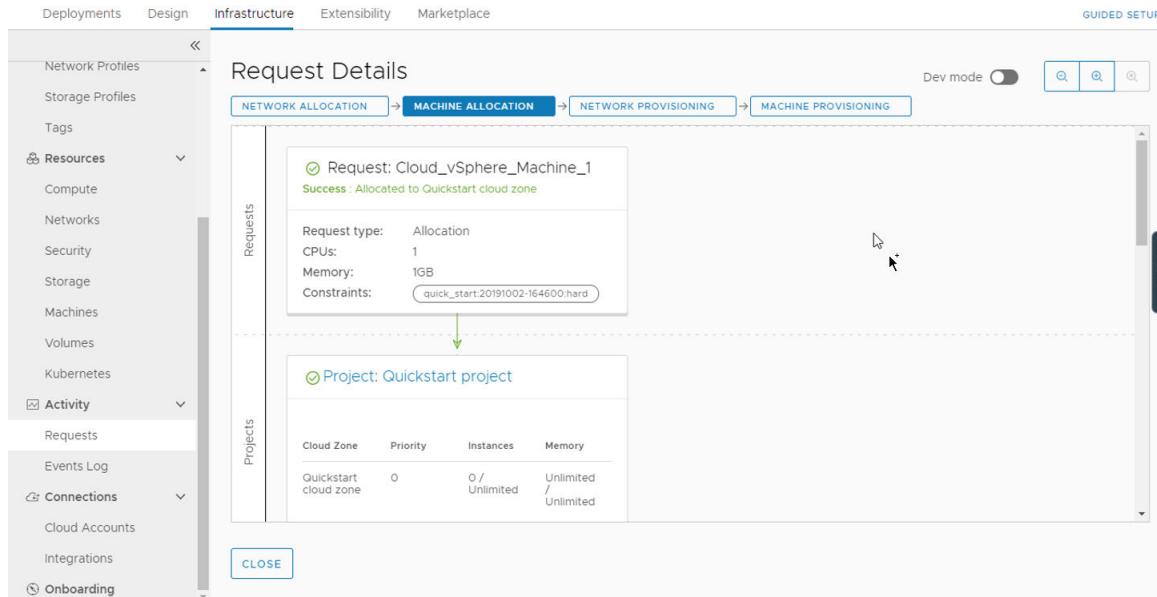 Deployments Design Infrastructure Extensibility Marketplace GUIDED SETUP
Network Profiles
Storage Profiles
Tags
Resources
Compute
Networks
Security
Storage
Machines
Volumes
Kubernetes
Activity
Requests
Events Log
Connections
Cloud Accounts
Integrations
Onboarding
Request Details
Dev mode
NETWORK ALLOCATION MACHINE ALLOCATION NETWORK PROVISIONING MACHINE PROVISIONING
Requests
Request: Cloud_vSphere_Machine_1
Success : Allocated to Quickstart cloud zone
Request type: Allocation
CPUs: 1
Memory: 1GB
Constraints: quick_start:20191002-164600:hard
Projects
Project: Quickstart project
Cloud Zone Priority Instances Memory
Quickstart 0 0 / Unlimited
cloud zone Unlimited /
Unlimited
CLOSE